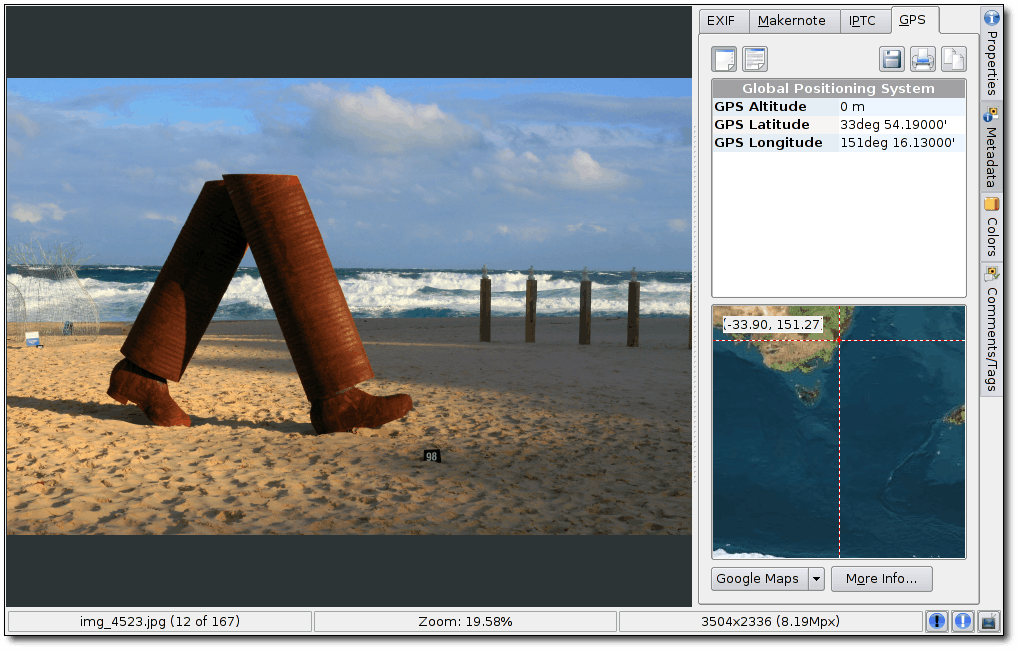 EXIF
Makernote
IPTC
GPS
Global Positioning System
GPS Altitude 0 m
GPS Latitude 33deg 54.19000'
GPS Longitude 151deg 16.13000'
(-33.90, 151.27)
Google Maps
More Info...
Properties
Metadata
Colors
Comments/Tags
98
img_4523.jpg (12 of 167)
Zoom: 19.58%
3504x2336 (8.19Mpx)